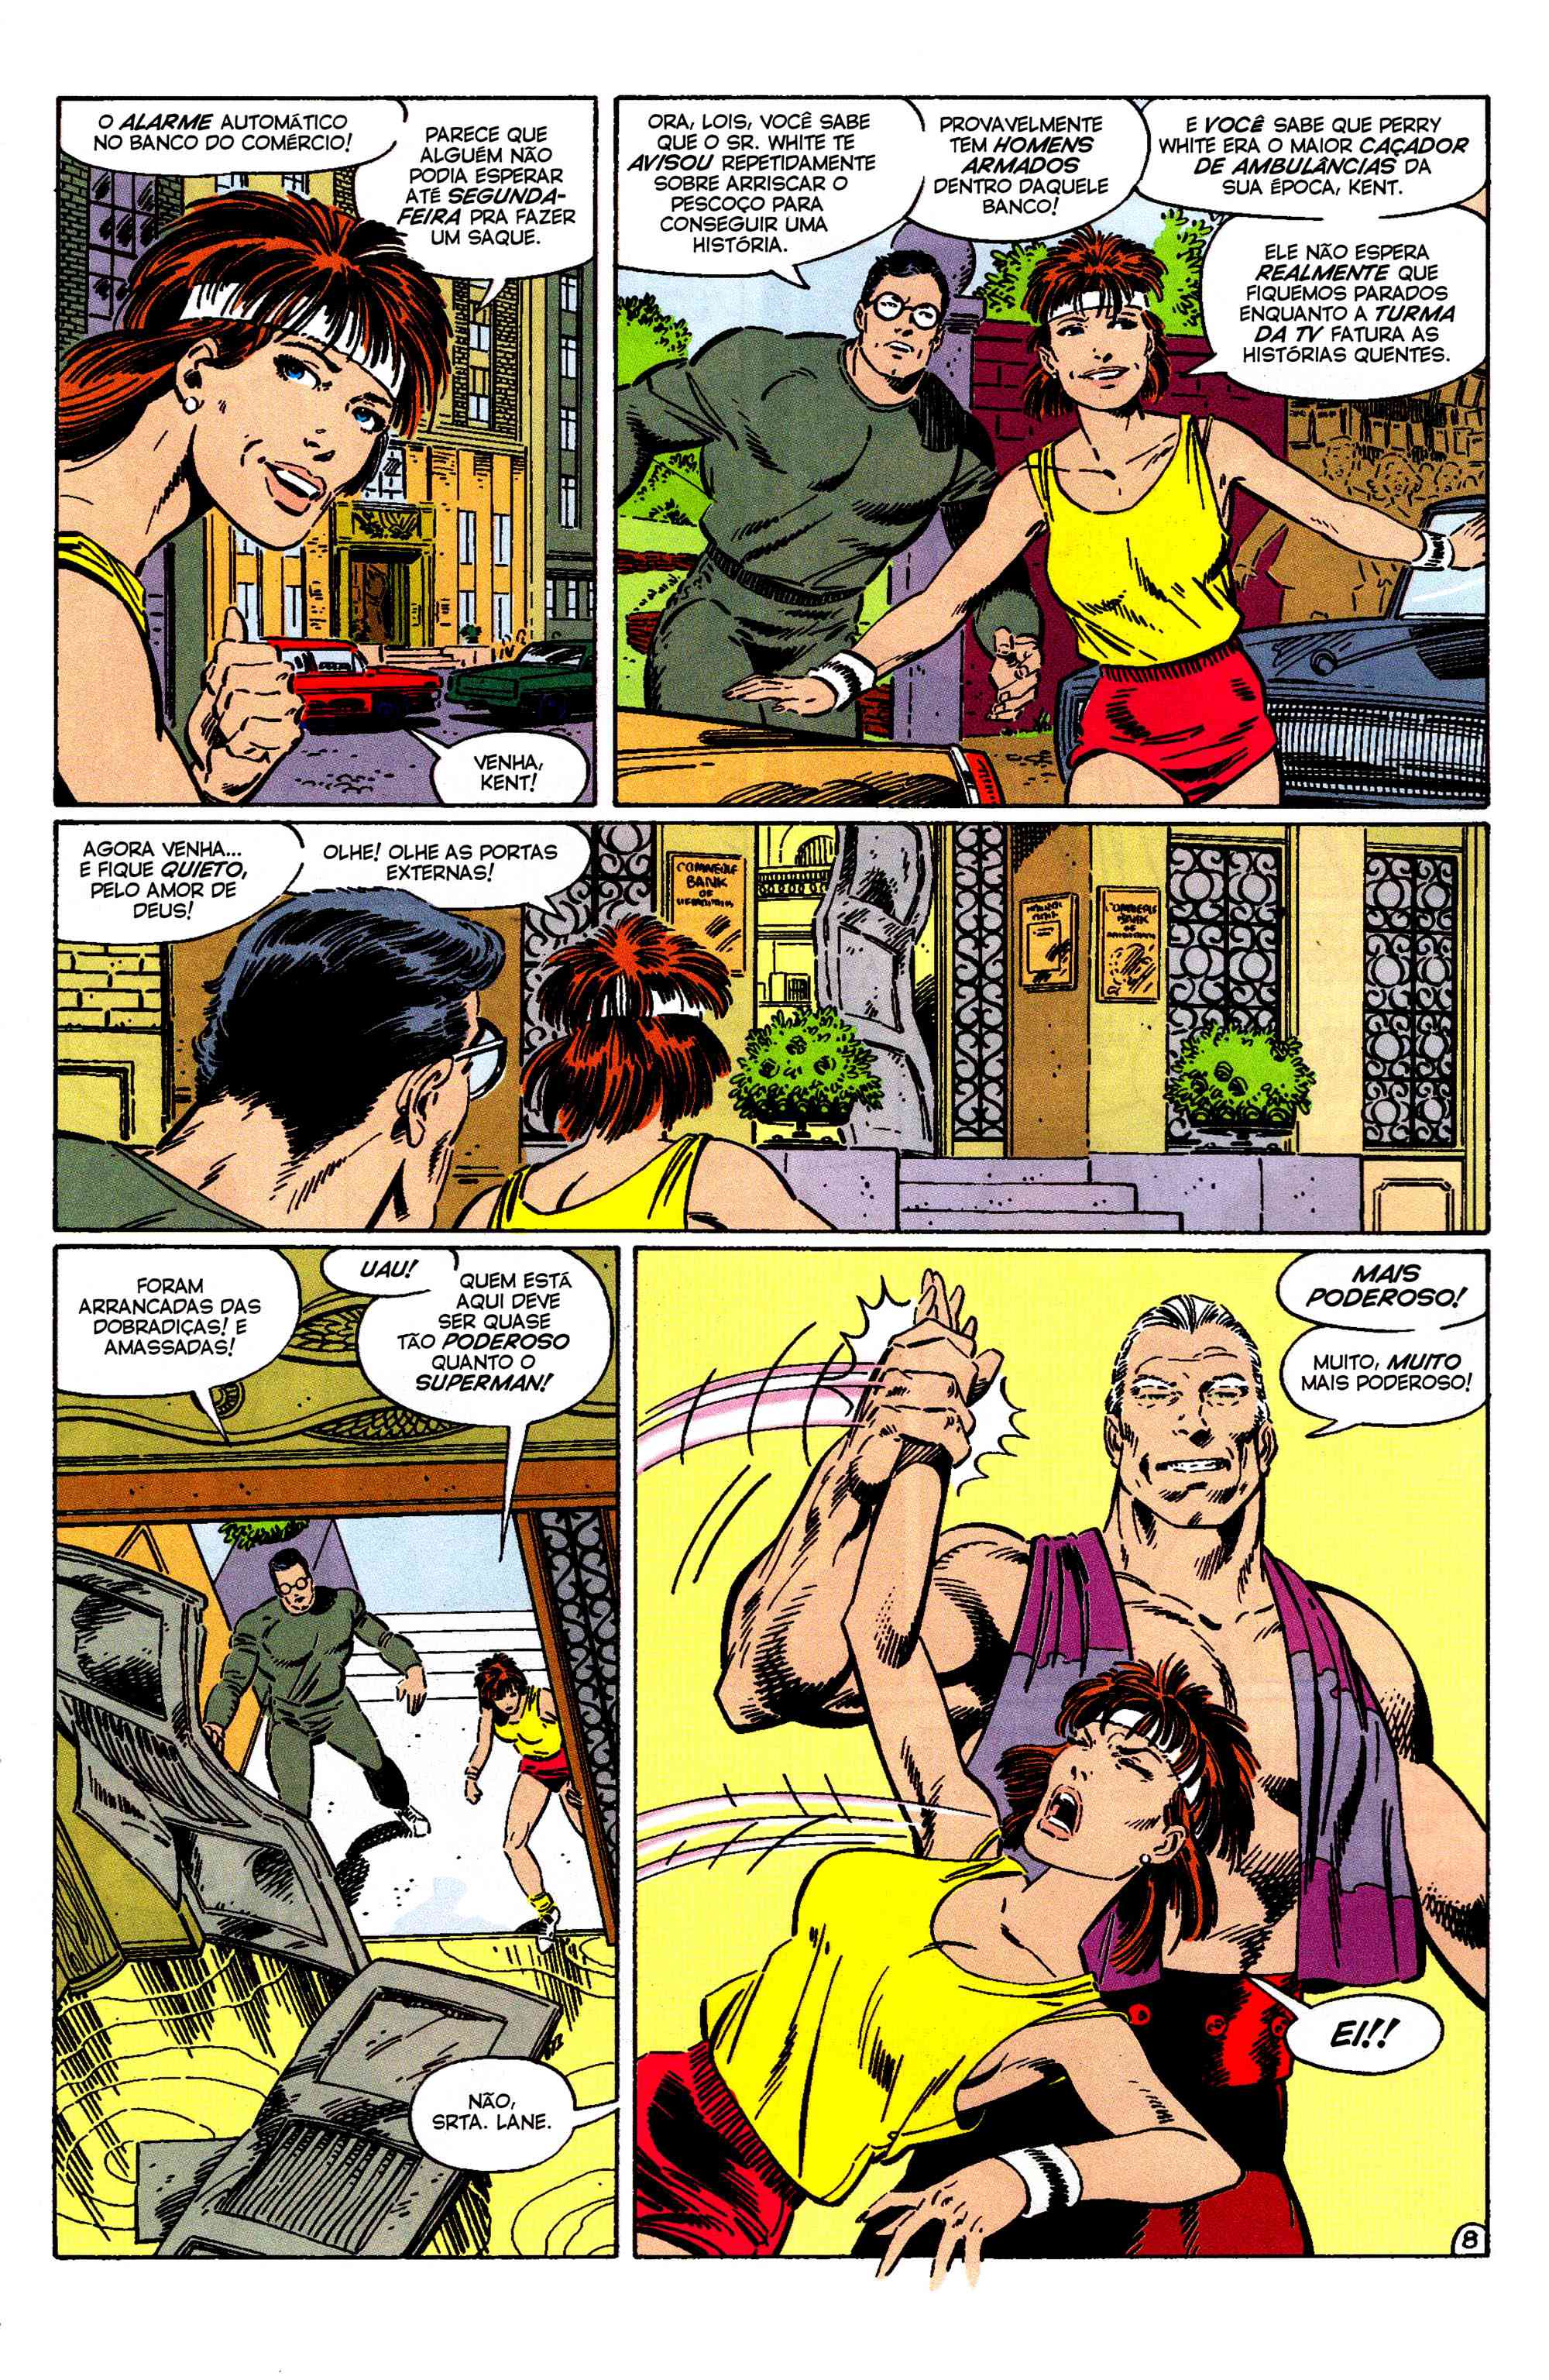 O ALARME AUTOMÁTICO
NO BANCO DO COMÉRCIO!
PARECE QUE
ALGUÉM NÃO
PODIA ESPERAR
ATÉ SEGUNDA-
FEIRA PRA FAZER
UM SAQUE.
VENHA,
KENT!
ORA, LOIS, VOCÊ SABE
QUE O SR. WHITE TE
AVISOU REPETIDAMENTE
SOBRE ARRISCAR O
PESCOÇO PARA
CONSEGUIR UMA
HISTÓRIA.
PROVAVELMENTE
TEM HOMENS
ARMADOS
DENTRO DAQUELE
BANCO!
E VOCÊ SABE QUE PERRY
WHITE ERA O MAIOR CAÇADOR
DE AMBULÂNCIAS DA
SUA ÉPOCA, KENT.
ELE NÃO ESPERA
REALMENTE QUE
FIQUEMOS PARADOS
ENQUANTO A TURMA
DA TV FATURA AS
HISTÓRIAS QUENTES.
AGORA VENHA...
E FIQUE QUIETO,
PELO AMOR DE
DEUS!
OLHE! OLHE AS PORTAS
EXTERNAS!
BANK
OF
BANK
OF
FORAM
ARRANCADAS DAS
DOBRADIÇAS! E
AMASSADAS!
UAU!
QUEM ESTÁ
AQUI DEVE
SER QUASE
TÃO PODEROSO
QUANTO O
SUPERMAN!
NÃO,
SRTA. LANE.
MAIS
PODEROSO!
MUITO, MUITO
MAIS PODEROSO!
EI!!
8